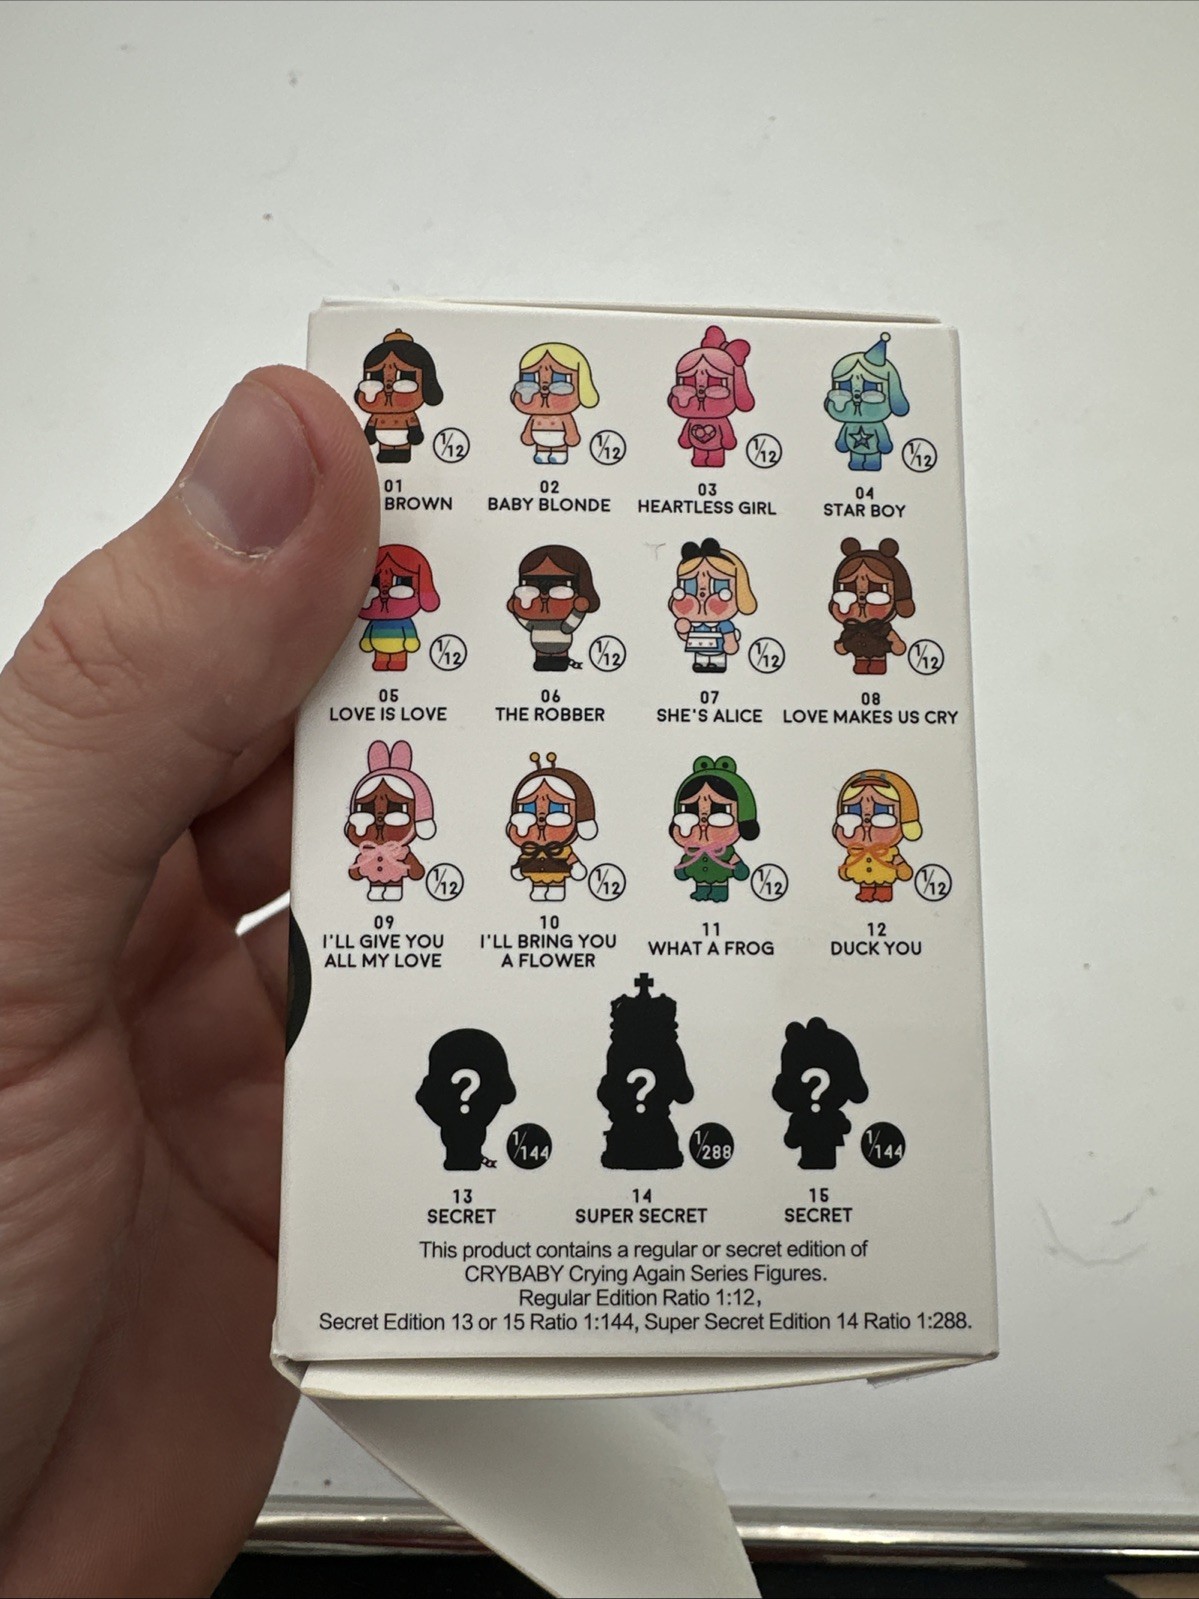 1/12 1/12 1/12 1/12
01 02 03 04
BROWN BABY BLONDE HEARTLESS GIRL STAR BOY
1/12 1/12 1/12 1/12
05 06 07 08
LOVE IS LOVE THE ROBBER SHE'S ALICE LOVE MAKES US CRY
1/12 1/12 1/12 1/12
09 10 11 12
I'LL GIVE YOU I'LL BRING YOU WHAT A FROG DUCK YOU
ALL MY LOVE A FLOWER
? ? ?
1/144 1/288 1/144
13 14 15
SECRET SUPER SECRET SECRET
This product contains a regular or secret edition of
CRYBABY Crying Again Series Figures.
Regular Edition Ratio 1:12,
Secret Edition 13 or 15 Ratio 1:144, Super Secret Edition 14 Ratio 1:288.